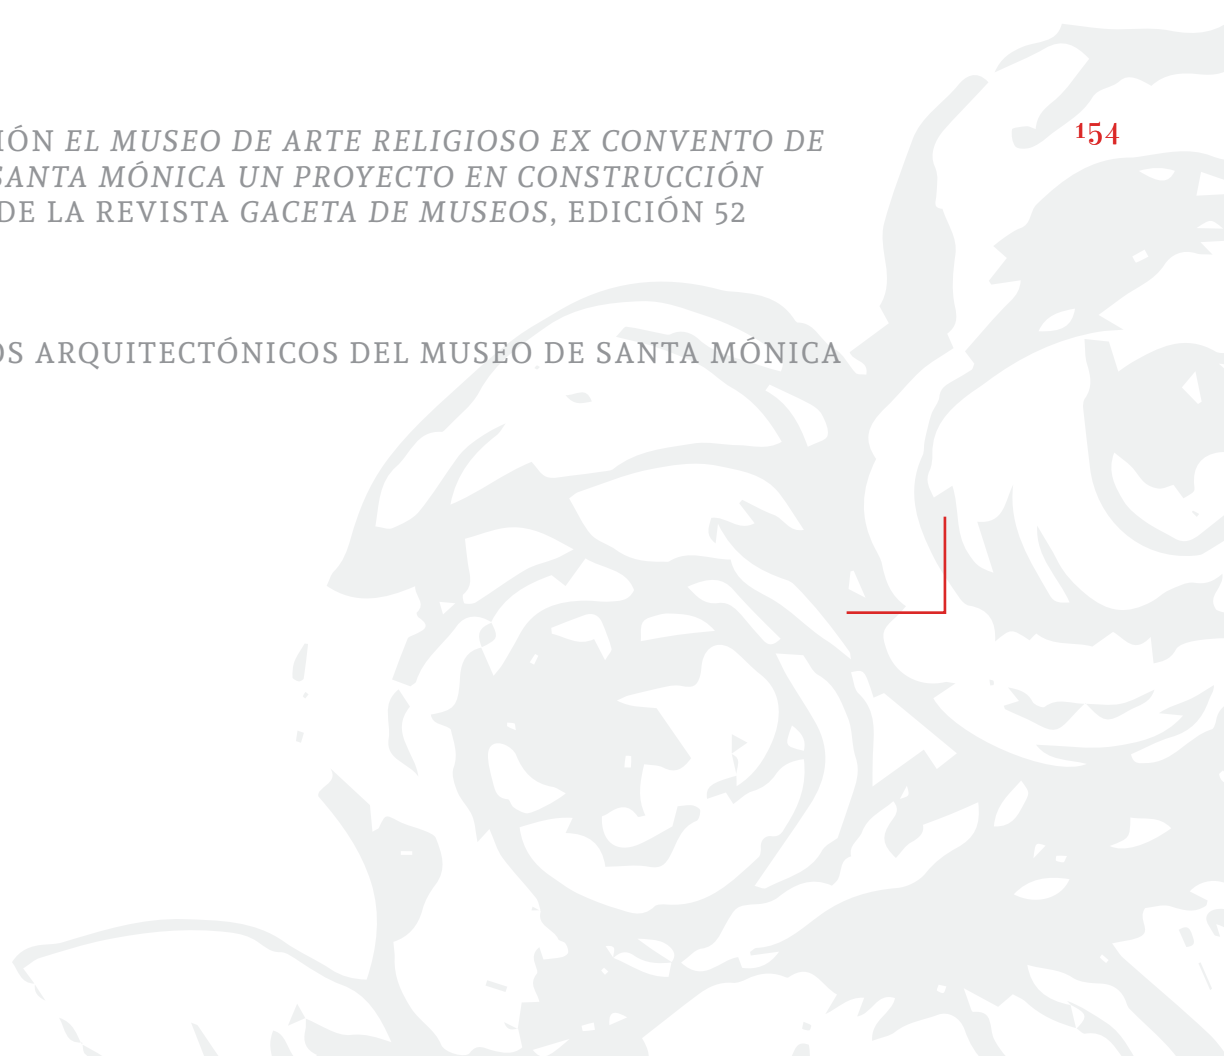 IÓN EL MUSEO DE ARTE RELIGIOSO EX CONVENTO DE 154
SANTA MÓNICA UN PROYECTO EN CONSTRUCCIÓN
DE LA REVISTA GACETA DE MUSEOS, EDICIÓN 52
OS ARQUITECTÓNICOS DEL MUSEO DE SANTA MÓNICA